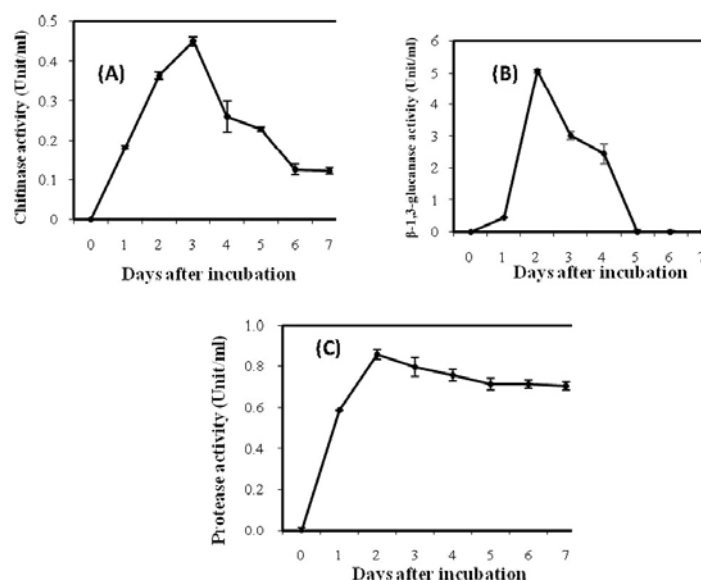 0.5
0.4
0.3
0.2
0.1
0
Chitinase activity (Unit/ml)
(A)
0 1 2 3 4 5 6 7
Days after incubation
6
5
4
3
2
1
0
β-1,3-glucanase activity (Unit/ml)
(B)
0 1 2 3 4 5 6 7
Days after incubation
1.0
0.8
0.6
0.4
0.2
0.0
Protease activity (Unit/ml)
(C)
0 1 2 3 4 5 6 7
Days after incubation